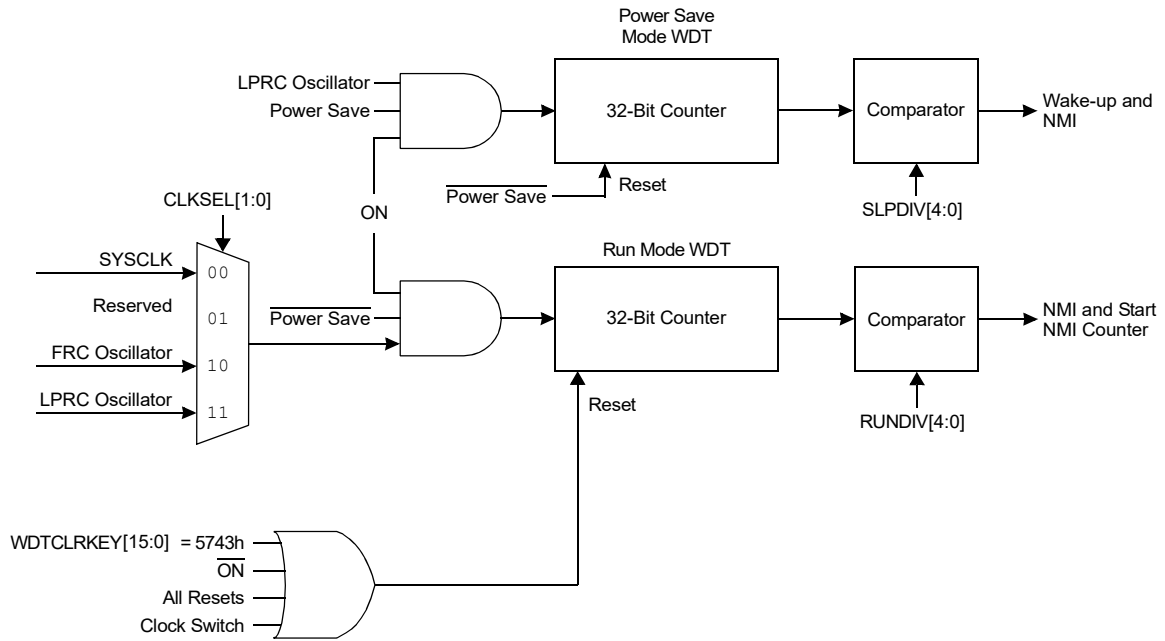 Power Save
Mode WDT
LPRC Oscillator
Power Save
32-Bit Counter
Comparator
Wake-up and
NMI
Power Save
Reset
SLPDIV[4:0]
CLKSEL[1:0]
ON
Run Mode WDT
SYSCLK
00
Reserved
01
Power Save
32-Bit Counter
Comparator
NMI and Start
NMI Counter
FRC Oscillator
10
LPRC Oscillator
11
Reset
RUNDIV[4:0]
WDTCLRKEY[15:0] = 5743h
ON
All Resets
Clock Switch